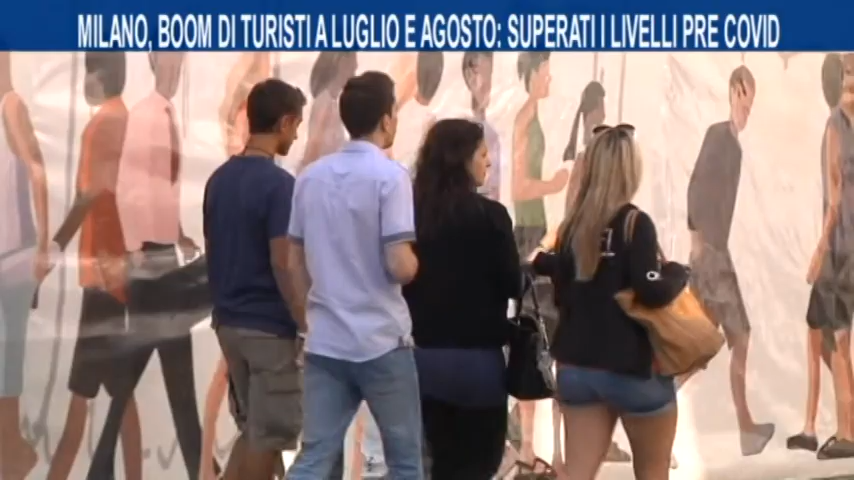 MILANO, BOOM DI TURISTI A LUGLIO E AGOSTO: SUPERATI I LIVELLI PRE COVID